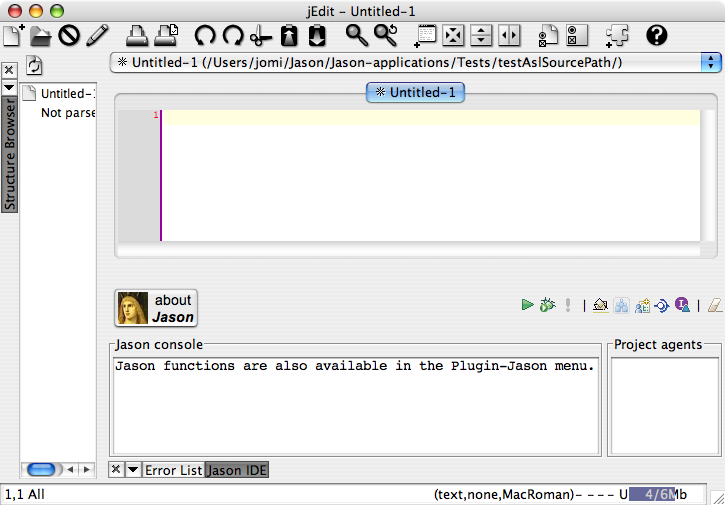 jEdit - Untitled-1
Untitled-1 (/Users/jomi/Jason/Jason-applications/Tests/testAslSourcePath/)
Structure Browser
Untitled-1
Not parse
Untitled-1
1
about
Jason
Jason console
Project agents
Jason functions are also available in the Plugin-Jason menu.
Error List
Jason IDE
1,1 All
(text,none,MacRoman)- - - - U 4/6Mb